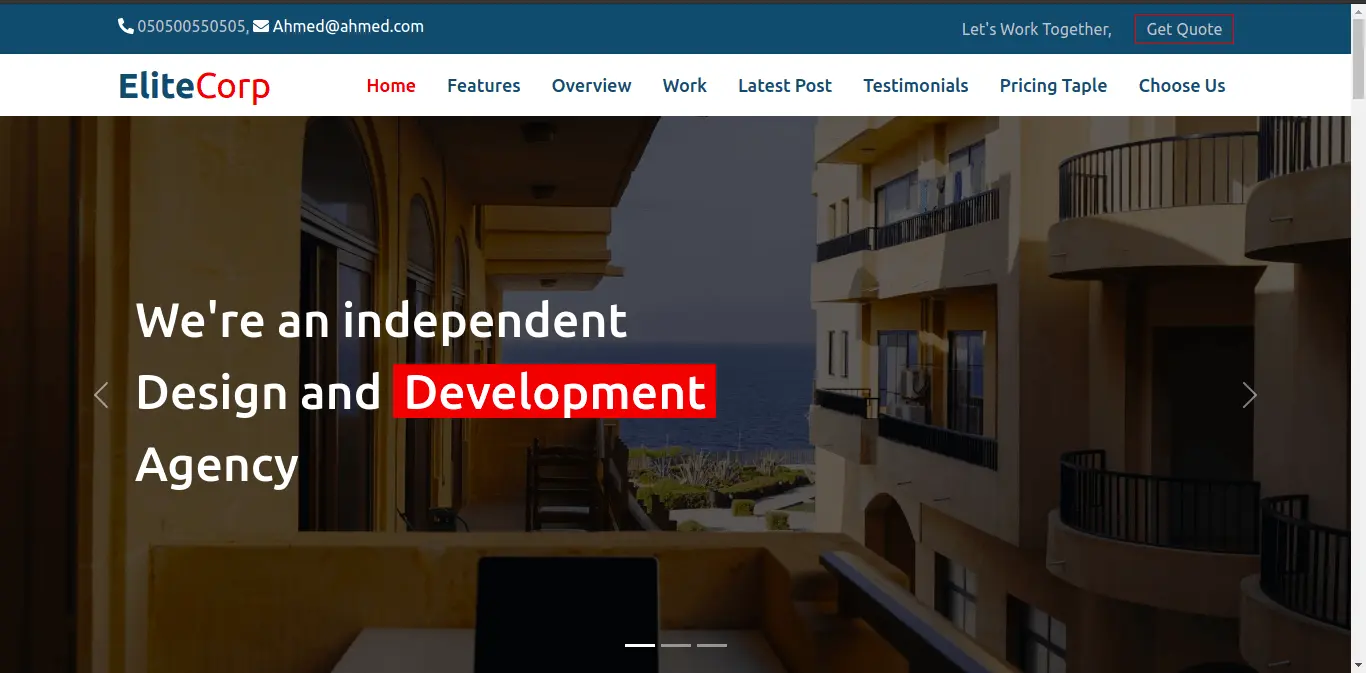 050500550505, Ahmed@ahmed.com
Let's Work Together, Get Quote
EliteCorp
Home Features Overview Work Latest Post Testimonials Pricing Taple Choose Us
We're an independent
Design and Development
Agency